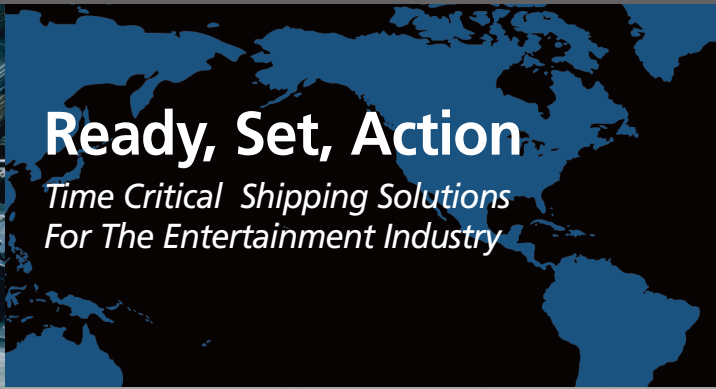 Ready, Set, Action
Time Critical  Shipping Solutions
For The Entertainment Industry